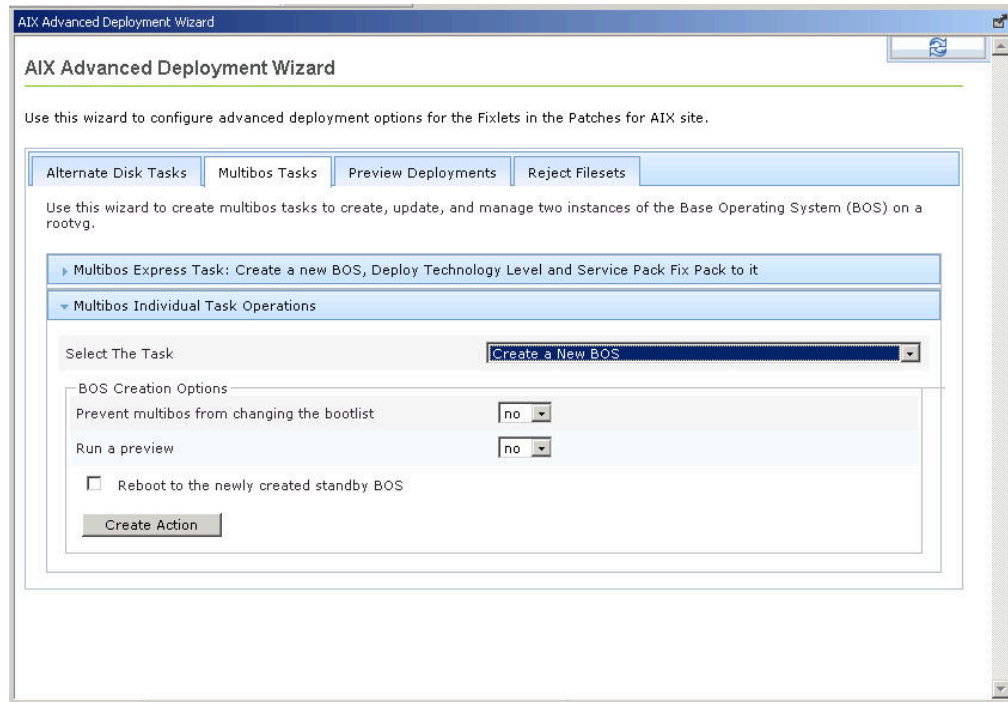 AIX Advanced Deployment Wizard
AIX Advanced Deployment Wizard
Use this wizard to configure advanced deployment options for the Fixlets in the Patches for AIX site.
Alternate Disk Tasks
Multibos Tasks
Preview Deployments
Reject Filesets
Use this wizard to create multibos tasks to create, update, and manage two instances of the Base Operating System (BOS) on a
rootvg.
Multibos Express Task: Create a new BOS, Deploy Technology Level and Service Pack Fix Pack to it
Multibos Individual Task Operations
Select The Task
Create a New BOS
BOS Creation Options
Prevent multibos from changing the bootlist
no
Run a preview
no
Reboot to the newly created standby BOS
Create Action